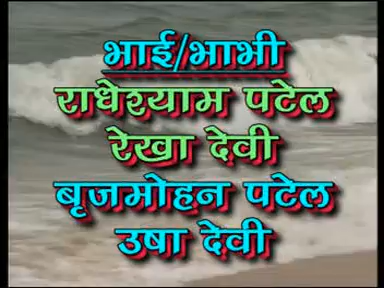 भाई/भाभी
राधेश्याम पटेल
रेखा देवी
बृजमोहन पटेल
उषा देवी